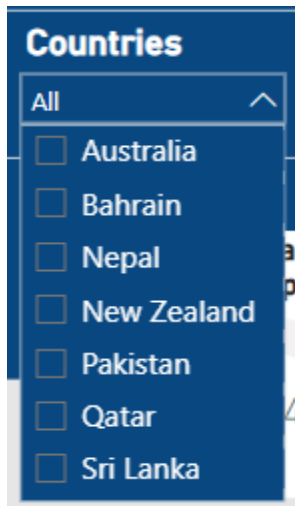 Countries
All
Australia
Bahrain
Nepal
New Zealand
Pakistan
Qatar
Sri Lanka